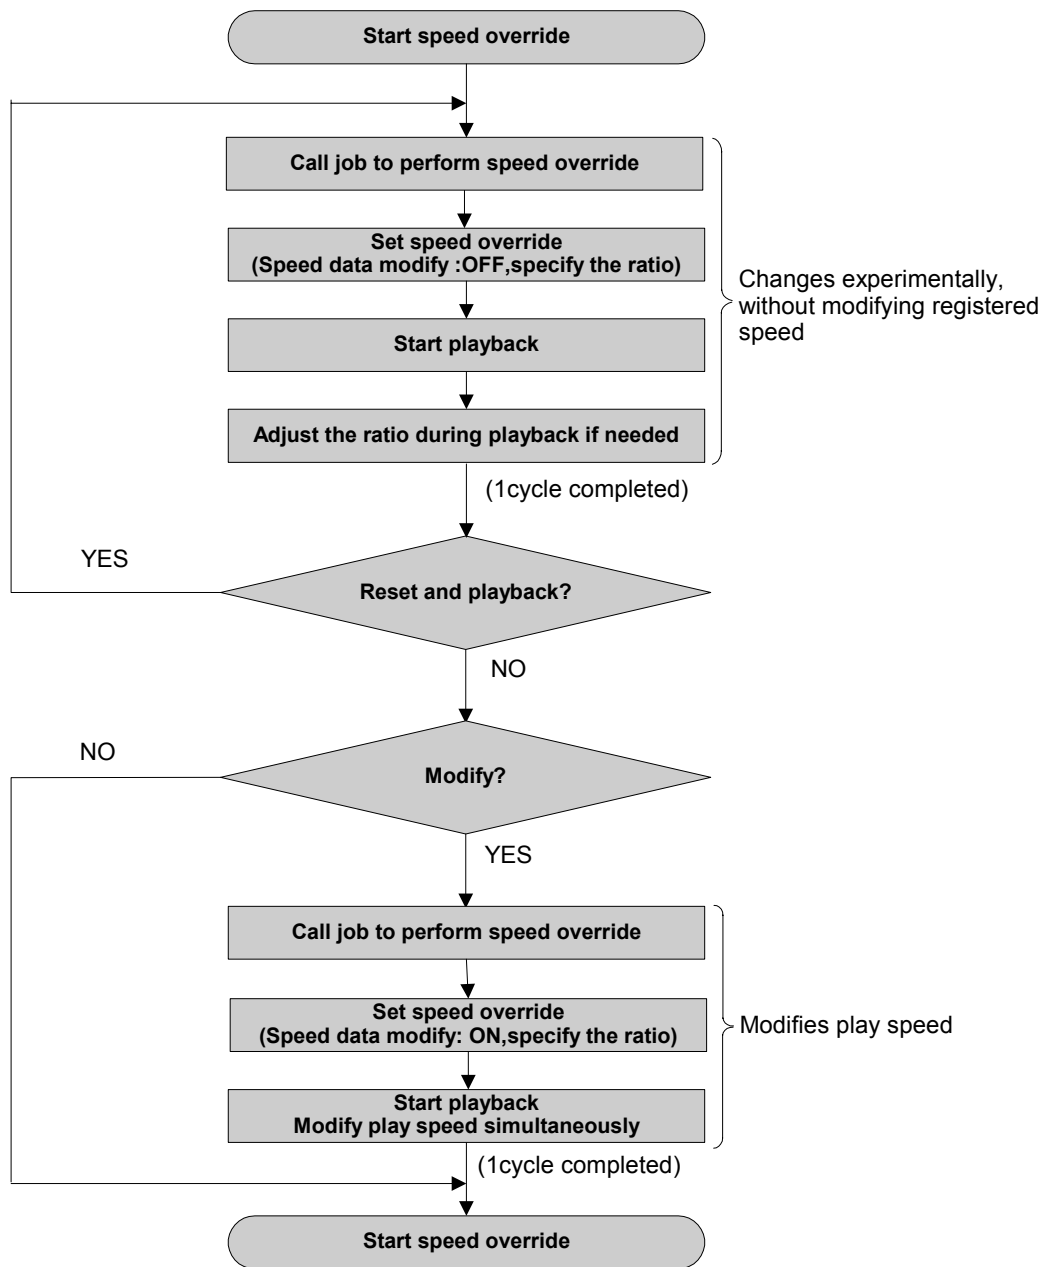 Start speed override
Call job to perform speed override
Set speed override
(Speed data modify :OFF,specify the ratio)
Changes experimentally,
without modifying registered
speed
Start playback
Adjust the ratio during playback if needed
(1cycle completed)
YES
Reset and playback?
NO
NO
Modify?
YES
Call job to perform speed override
Set speed override
(Speed data modify: ON,specify the ratio)
Modifies play speed
Start playback
Modify play speed simultaneously
(1cycle completed)
Start speed override